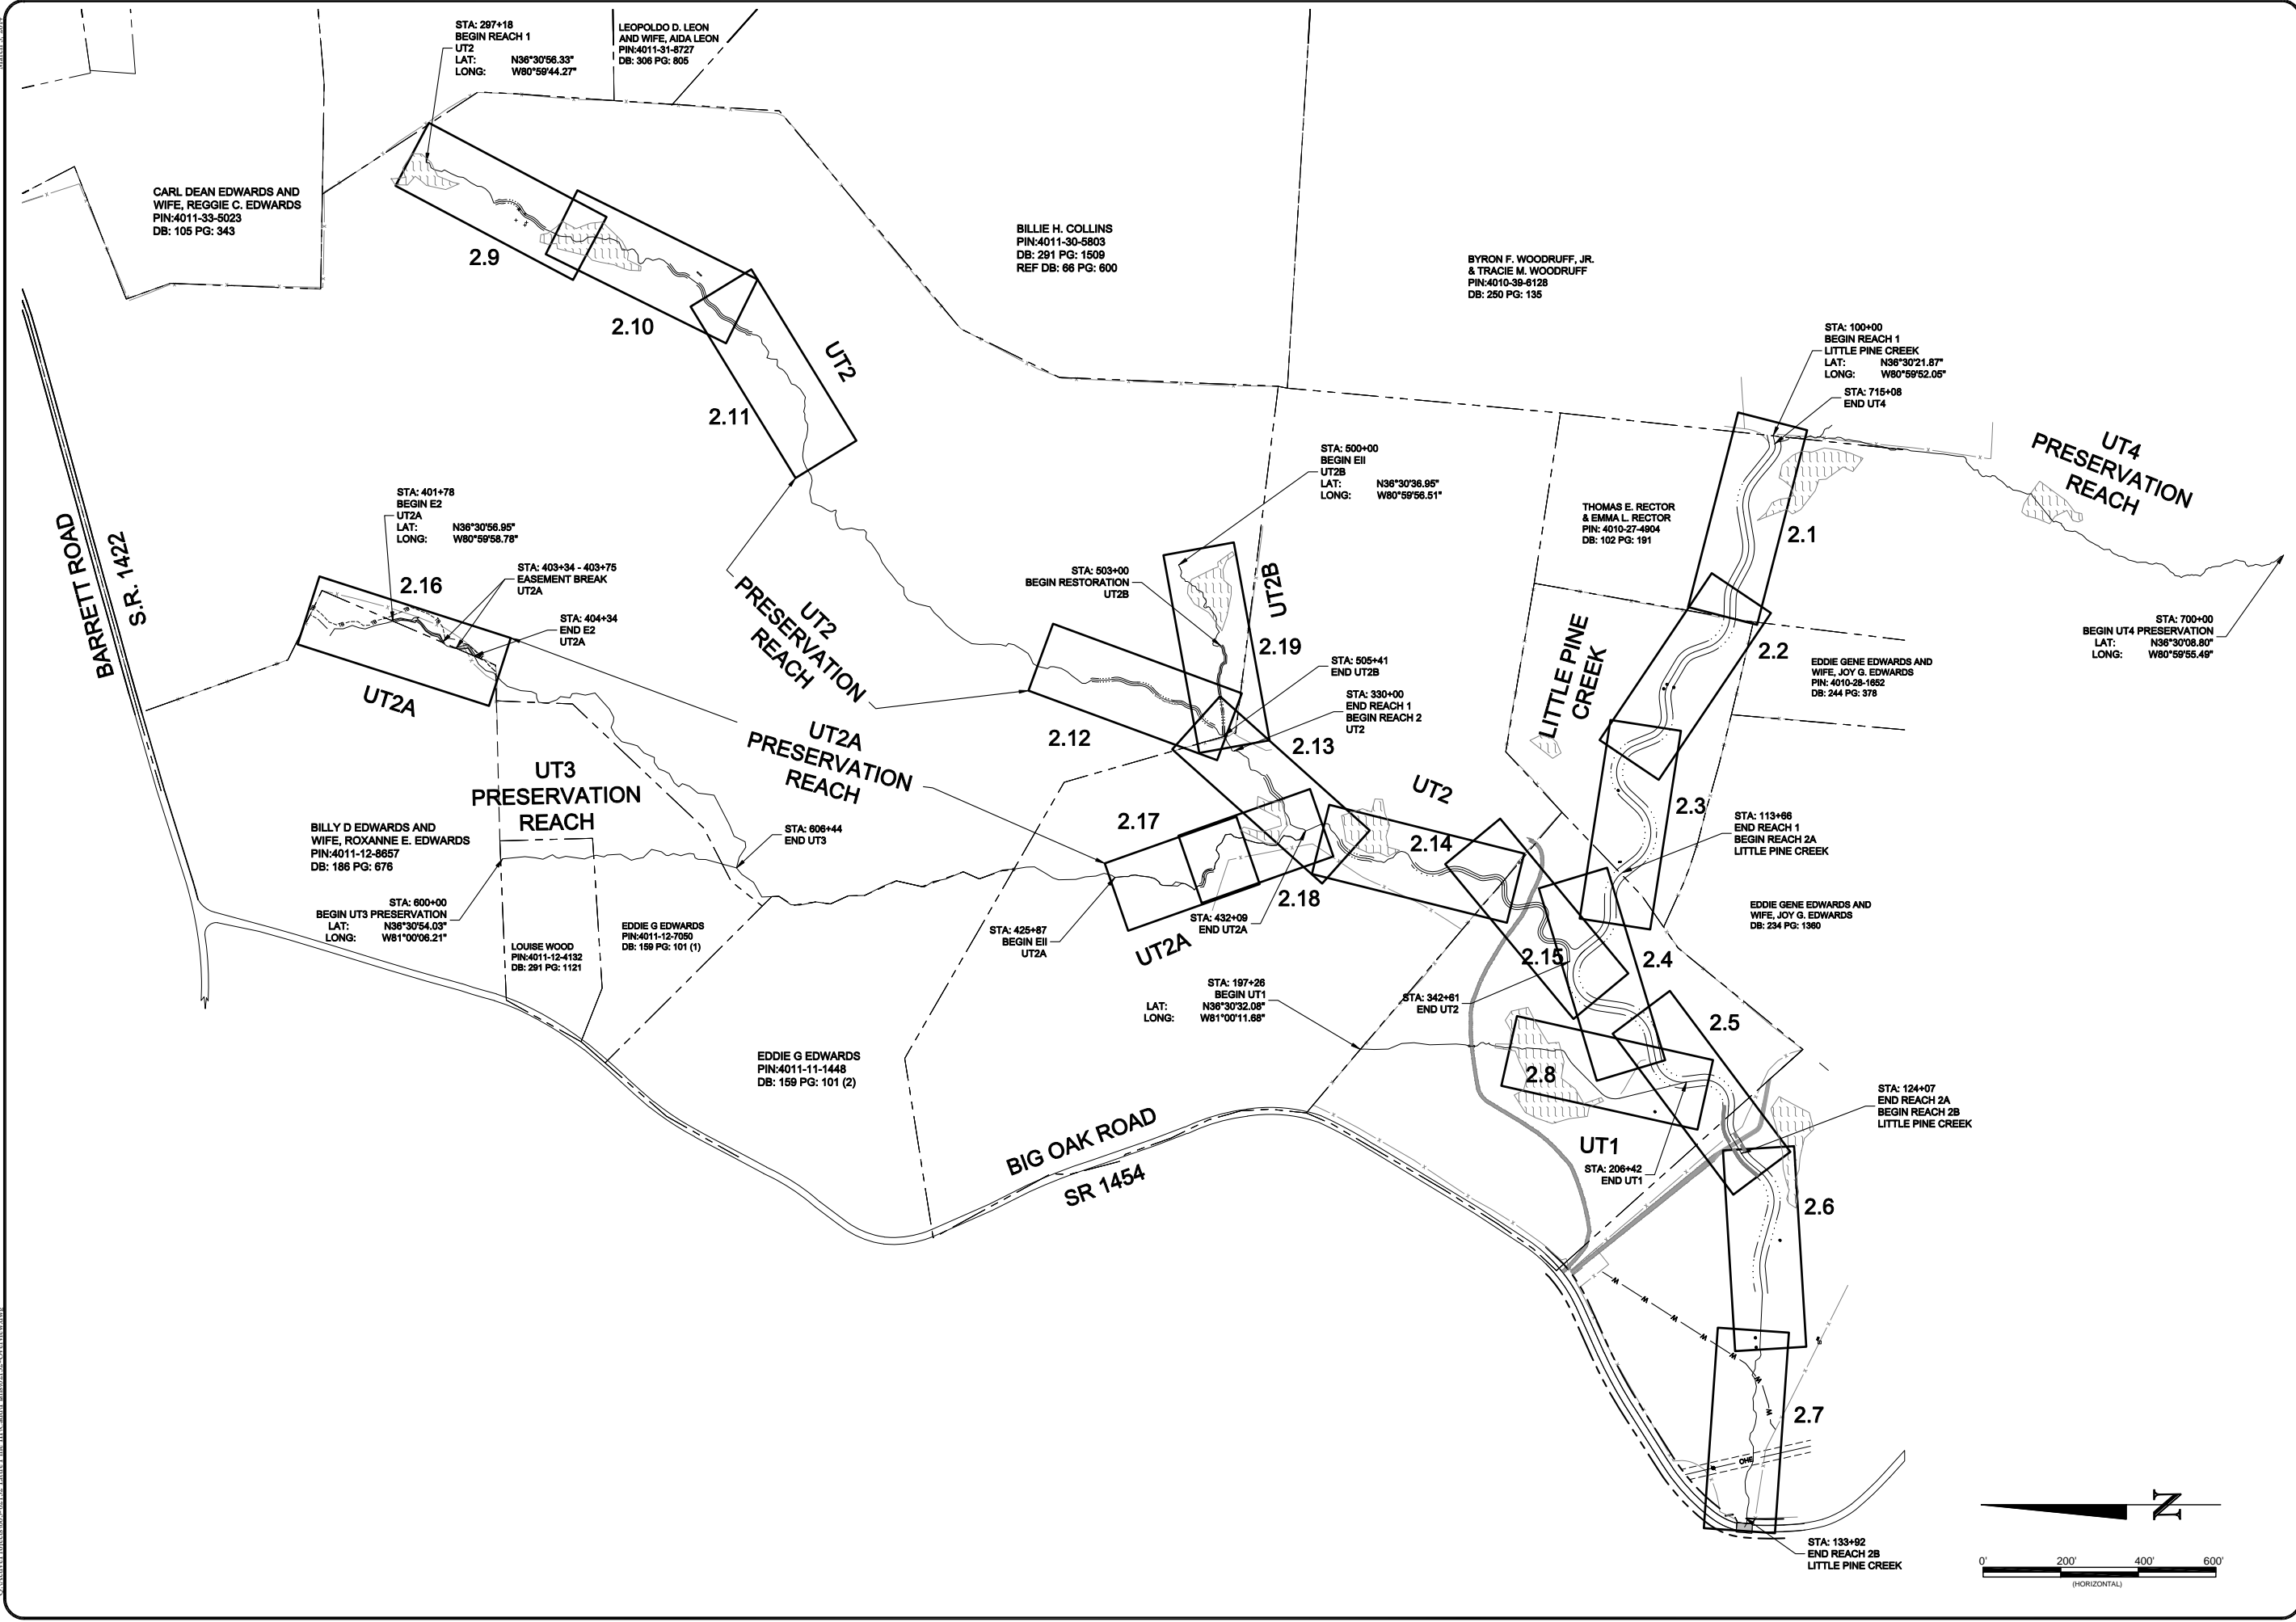 STA: 297+18
BEGIN REACH 1
UT2
LAT: N36°30'56.33"
LONG: W80°59'44.27"
LEOPOLDO D. LEON
AND WIFE, AIDA LEON
PIN:4011-31-8727
DB: 306 PG: 805
CARL DEAN EDWARDS AND
WIFE, REGGIE C. EDWARDS
PIN:4011-33-5023
DB: 105 PG: 343
BILLIE H. COLLINS
PIN:4011-30-5803
DB: 291 PG: 1509
REF DB: 66 PG: 600
BYRON F. WOODRUFF, JR.
& TRACIE M. WOODRUFF
PIN:4010-39-6128
DB: 250 PG: 135
2.9
2.10
2.11
UT2
STA: 100+00
BEGIN REACH 1
LITTLE PINE CREEK
LAT: N36°30'21.87"
LONG: W80°59'52.05"
STA: 715+08
END UT4
UT4
PRESERVATION
REACH
STA: 500+00
BEGIN EII
UT2B
LAT: N36°30'36.95"
LONG: W80°59'56.51"
THOMAS E. RECTOR
& EMMA L. RECTOR
PIN: 4010-27-4904
DB: 102 PG: 191
2.1
BARRETT ROAD
S.R. 1422
STA: 401+78
BEGIN E2
UT2A
LAT: N36°30'56.95"
LONG: W80°59'58.78"
STA: 403+34 - 403+75
EASEMENT BREAK
UT2A
2.16
STA: 404+34
END E2
UT2A
UT2A
UT2
PRESERVATION
REACH
STA: 503+00
BEGIN RESTORATION
UT2B
UT2B
2.19
STA: 505+41
END UT2B
STA: 330+00
END REACH 1
BEGIN REACH 2
UT2
LITTLE PINE
CREEK
2.2
EDDIE GENE EDWARDS AND
WIFE, JOY G. EDWARDS
PIN: 4010-28-1652
DB: 244 PG: 378
STA: 700+00
BEGIN UT4 PRESERVATION
LAT: N36°30'08.80"
LONG: W80°59'55.49"
2.12
2.13
UT2A
PRESERVATION
REACH
UT3
PRESERVATION
REACH
UT2
2.3
STA: 113+66
END REACH 1
BEGIN REACH 2A
LITTLE PINE CREEK
BILLY D EDWARDS AND
WIFE, ROXANNE E. EDWARDS
PIN:4011-12-8657
DB: 186 PG: 676
STA: 606+44
END UT3
2.17
2.14
2.18
STA: 600+00
BEGIN UT3 PRESERVATION
LAT: N36°30'54.03"
LONG: W81°00'06.21"
LOUISE WOOD
PIN:4011-12-4132
DB: 291 PG: 1121
EDDIE G EDWARDS
PIN:4011-12-7050
DB: 159 PG: 101 (1)
STA: 425+87
BEGIN EII
UT2A
STA: 432+09
END UT2A
UT2A
EDDIE GENE EDWARDS AND
WIFE, JOY G. EDWARDS
DB: 234 PG: 1360
2.15
2.4
STA: 197+26
BEGIN UT1
LAT: N36°30'32.08"
LONG: W81°00'11.68"
STA: 342+61
END UT2
2.5
EDDIE G EDWARDS
PIN:4011-11-1448
DB: 159 PG: 101 (2)
2.8
STA: 124+07
END REACH 2A
BEGIN REACH 2B
LITTLE PINE CREEK
BIG OAK ROAD
SR 1454
UT1
STA: 206+42
END UT1
2.6
W
W
W
W
W
W
2.7
OHE
STA: 133+92
END REACH 2B
LITTLE PINE CREEK
N
0' 200' 400' 600'
(HORIZONTAL)